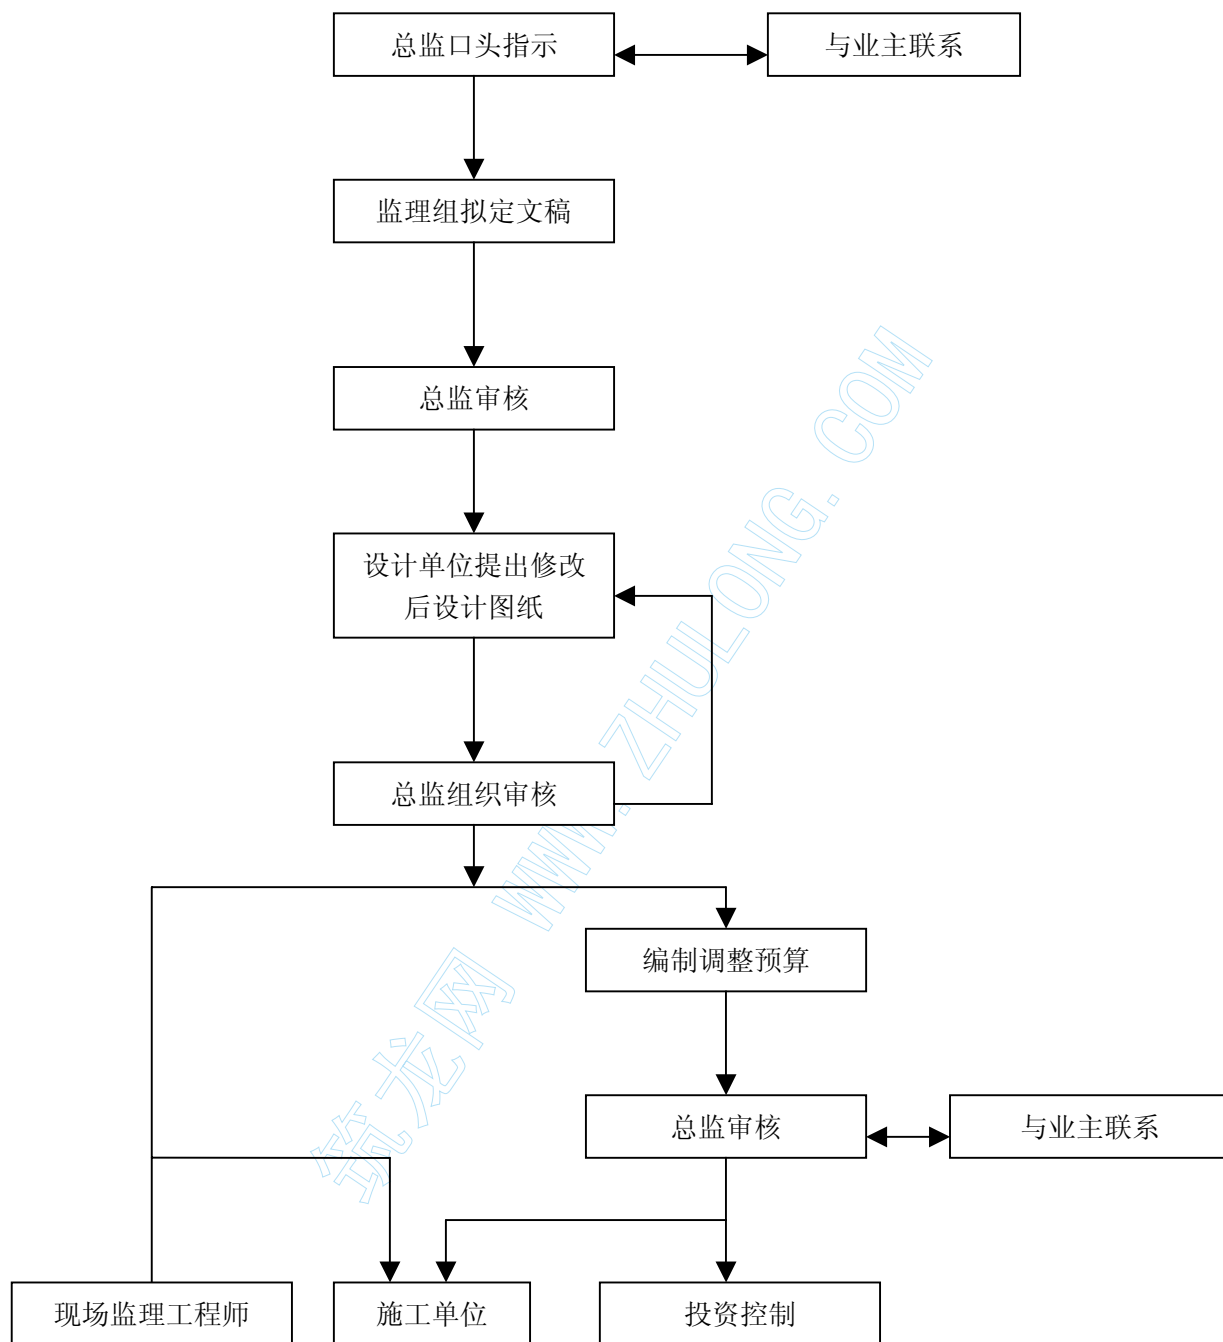 总监口头指示
与业主联系
监理组拟定文稿
总监审核
设计单位提出修改
后设计图纸
总监组织审核
编制调整预算
总监审核
与业主联系
现场监理工程师
施工单位
投资控制
筑龙网 WWW.ZHULONG.COM